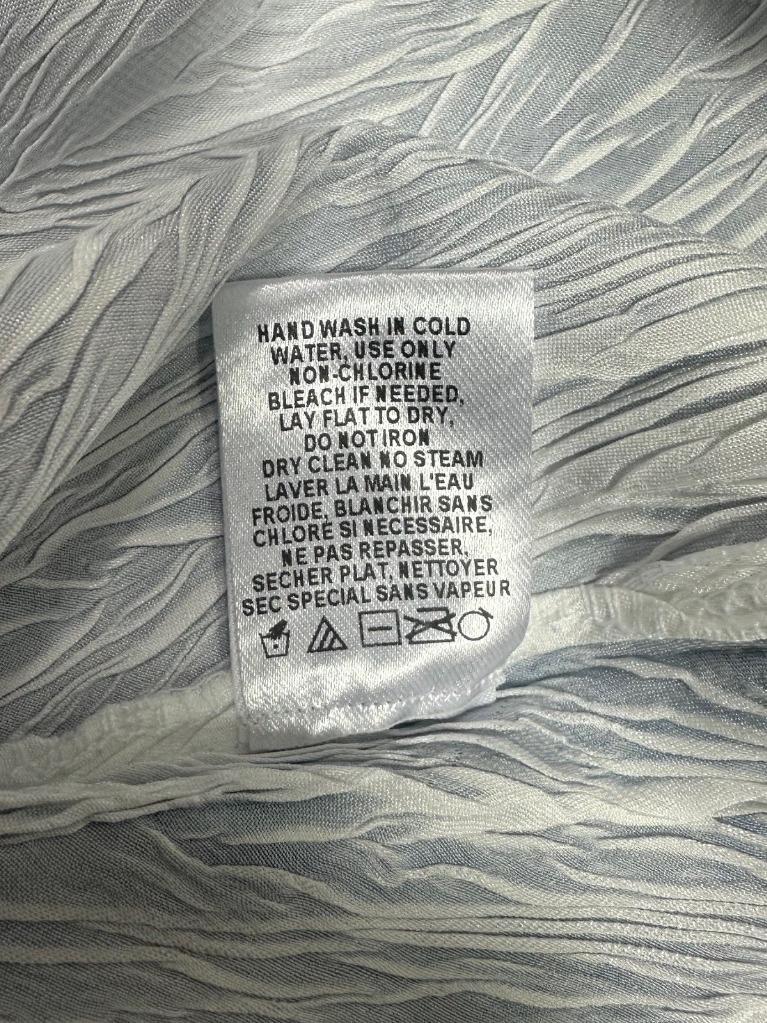 HAND WASH IN COLD
WATER, USE ONLY
NON-CHLORINE
BLEACH IF NEEDED,
LAY FLAT TO DRY,
DO NOT IRON
DRY CLEAN NO STEAM
LAVER LA MAIN L'EAU
FROIDE, BLANCHIR SANS
CHLORE SI NECESSAIRE,
NE PAS REPASSER,
SECHER PLAT, NETTOYER
SEC SPECIAL SANS VAPEUR